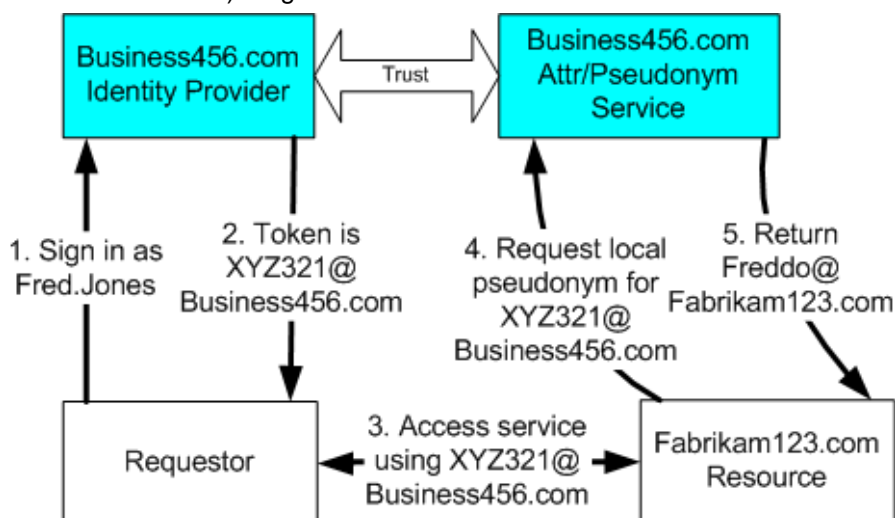 Business456.com
Identity Provider
Trust
Business456.com
Attr/Pseudonym
Service
1. Sign in as
Fred.Jones
2. Token is
XYZ321@
Business456.com
4. Request local
pseudonym for
XYZ321@
Business456.com
5. Return
Freddo@
Fabrikam123.com
Requestor
3. Access service
using XYZ321@
Business456.com
Fabrikam123.com
Resource